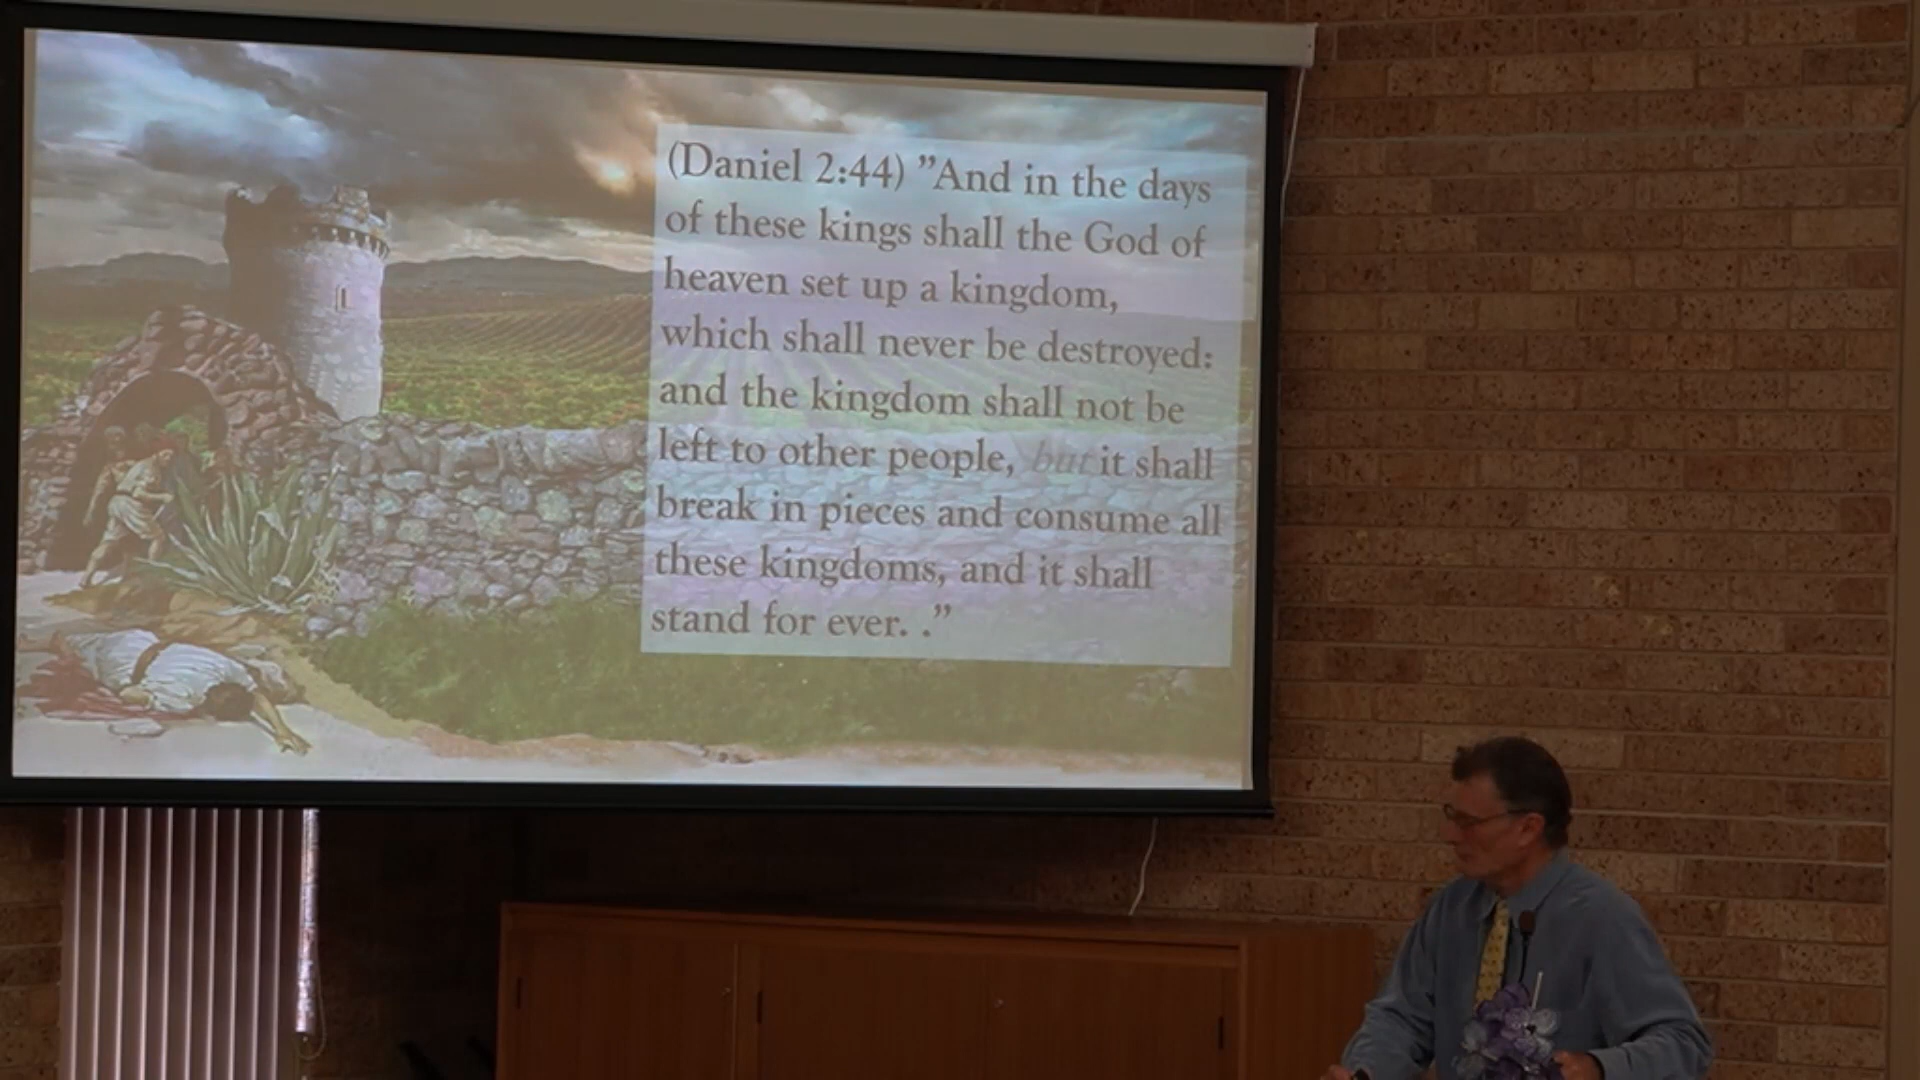 (Daniel 2:44) ”And in the days
of these kings shall the God of
heaven set up a kingdom,
which shall never be destroyed:
and the kingdom shall not be
left to other people, but it shall
break in pieces and consume all
these kingdoms, and it shall
stand for ever. .”